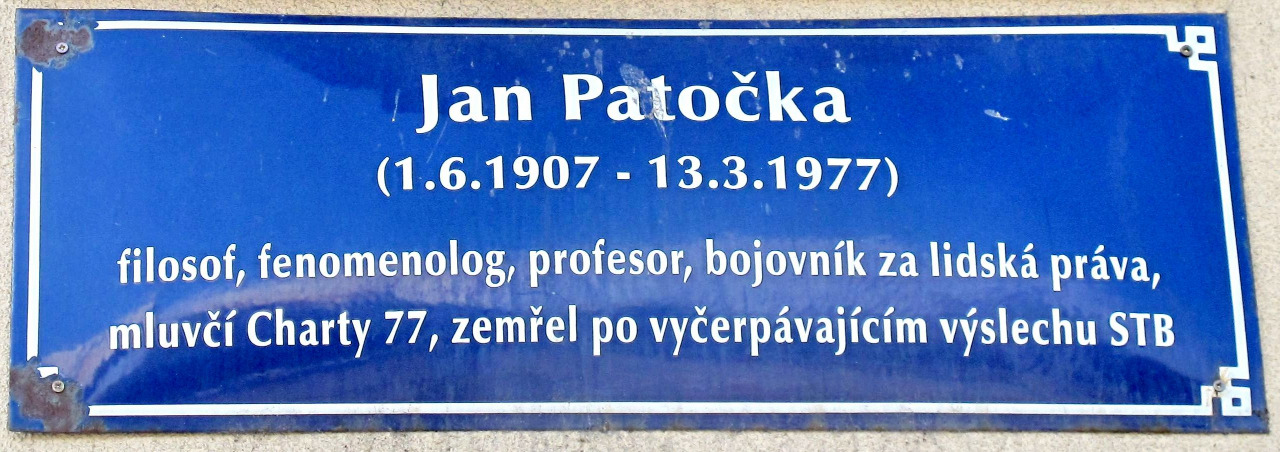 Jan Patočka
(1.6.1907 - 13.3.1977)
filosof, fenomenolog, profesor, bojovník za lidská práva,
mluvčí Charty 77, zemřel po vyčerpávajícím výslechu STB